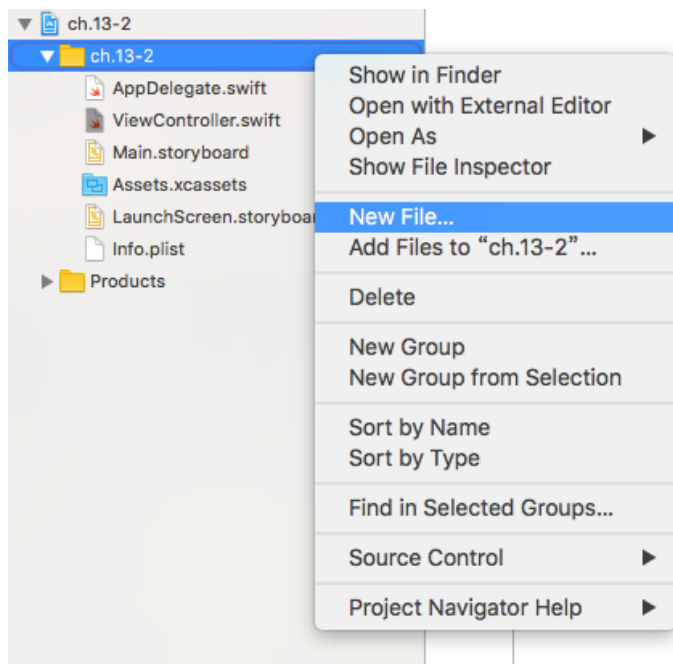 ch.13-2
ch.13-2
AppDelegate.swift
ViewController.swift
Main.storyboard
Assets.xcassets
LaunchScreen.storyboar
Info.plist
Products
Show in Finder
Open with External Editor
Open As
Show File Inspector
New File...
Add Files to “ch.13-2”...
Delete
New Group
New Group from Selection
Sort by Name
Sort by Type
Find in Selected Groups...
Source Control
Project Navigator Help